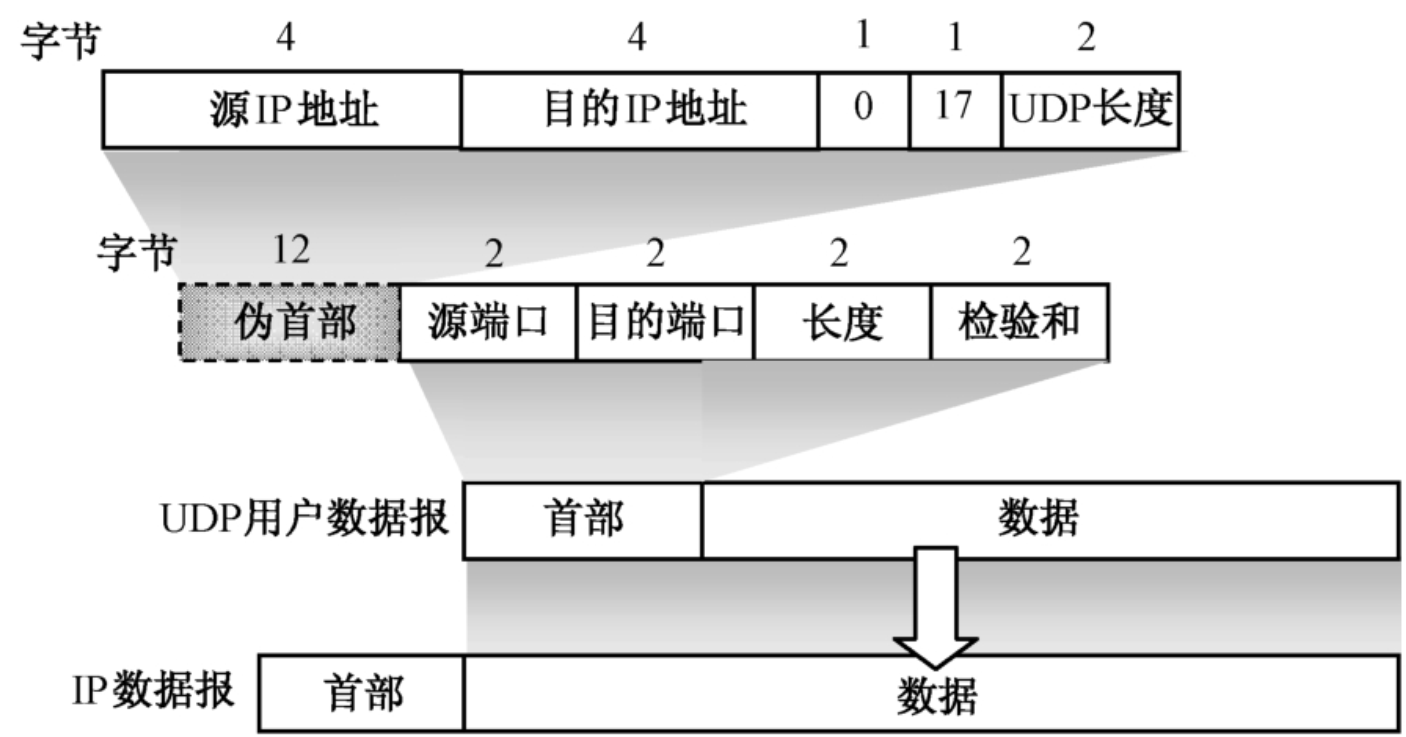 字节 4 4 1 1 2
源IP地址 目的IP地址 0 17 UDP长度
字节 12 2 2 2 2
伪首部 源端口 目的端口 长度 检验和
UDP用户数据报 首部 数据
IP数据报 首部 数据